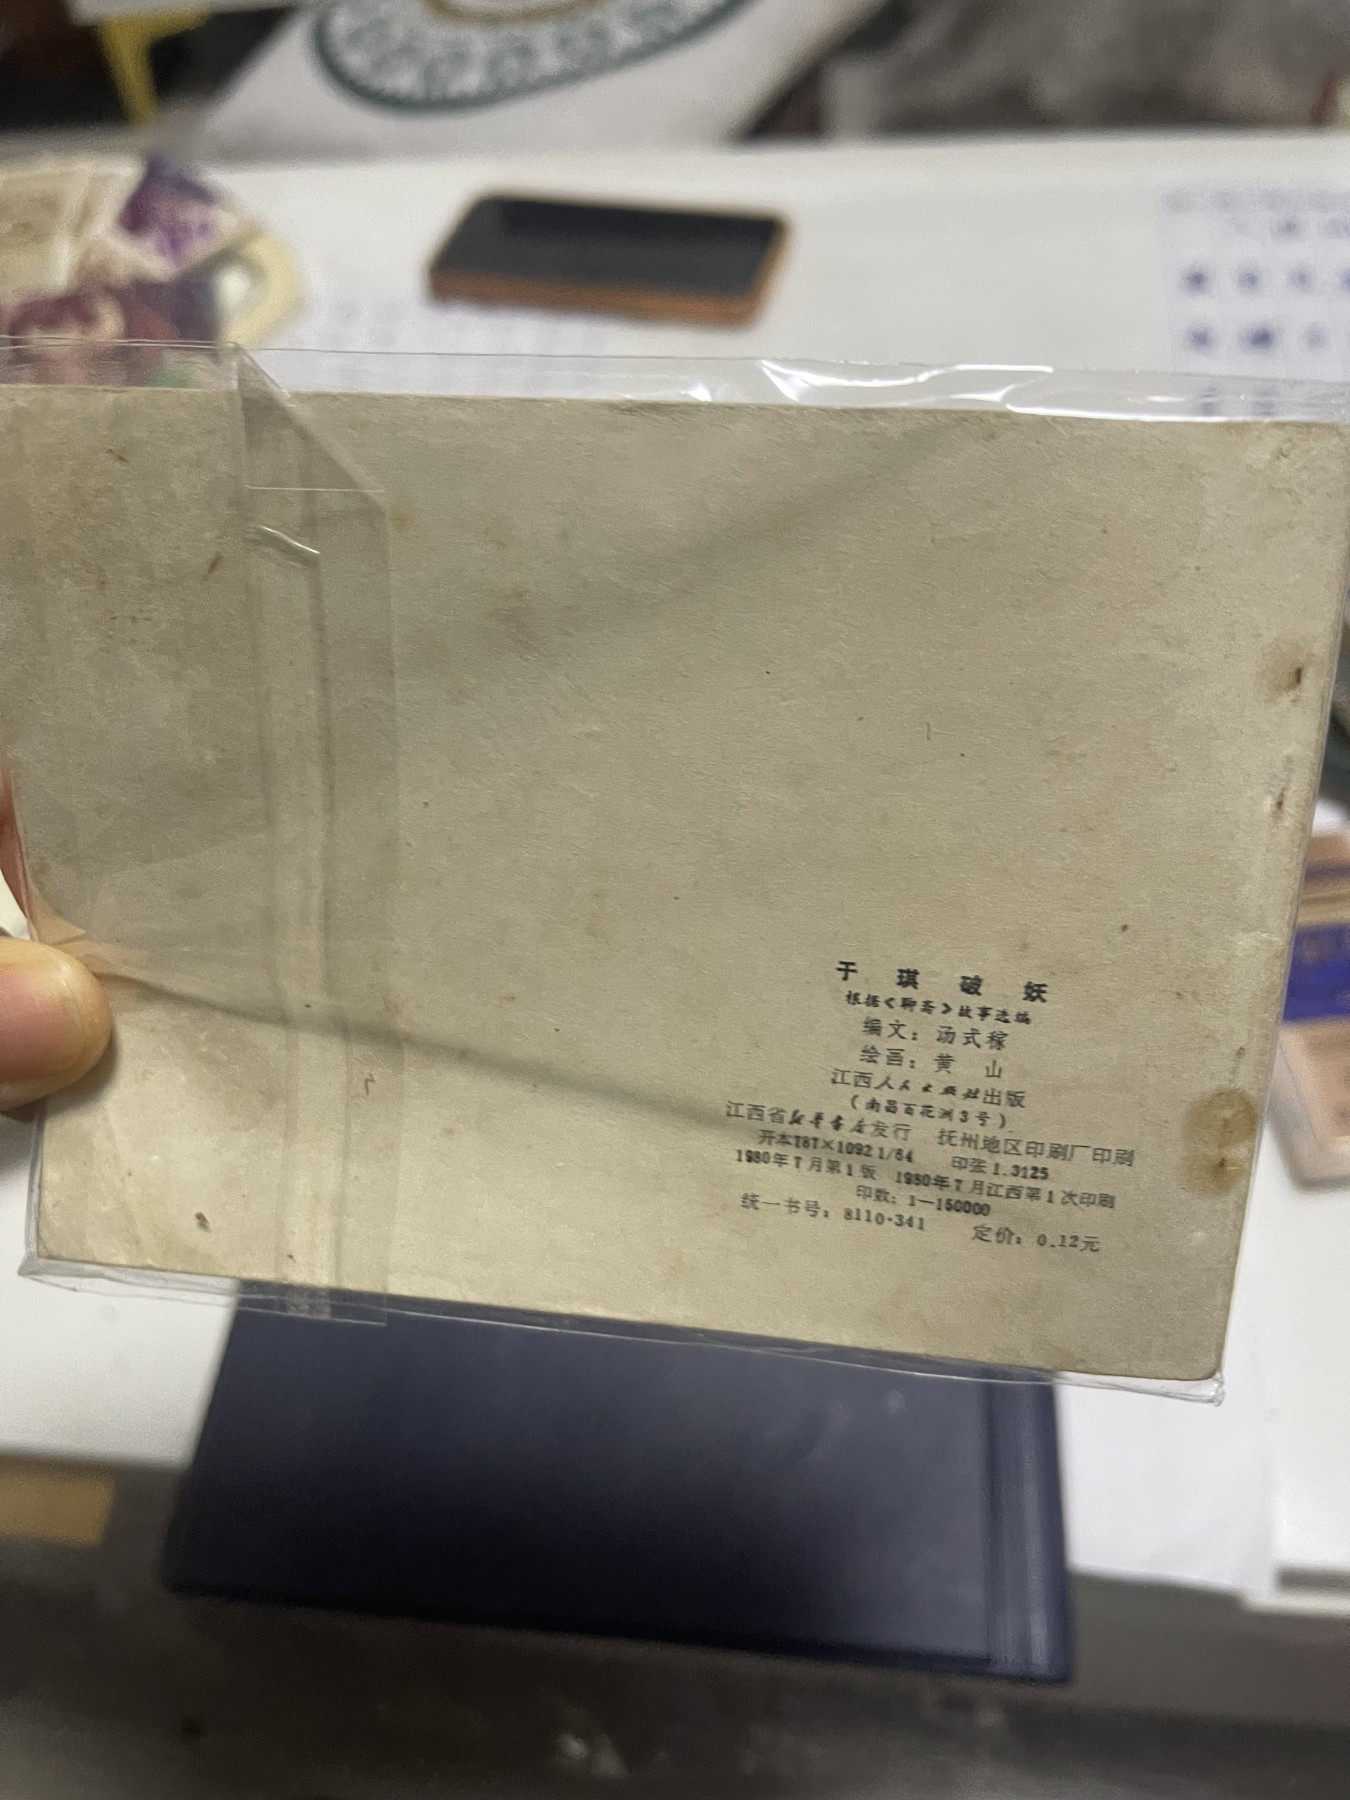 于琪破妖
根据《聊斋》故事选编
编文：汤式稼
绘画：黄 山
江西人民出版社出版
（南昌百花洲3号）
江西省新华书店发行 抚州地区印刷厂印刷
开本787×1092 1/64 印张1.3125
1980年7月第1版 1980年7月江西第1次印刷
印数：1—150000
统一书号：8110·341 定价：0.12元